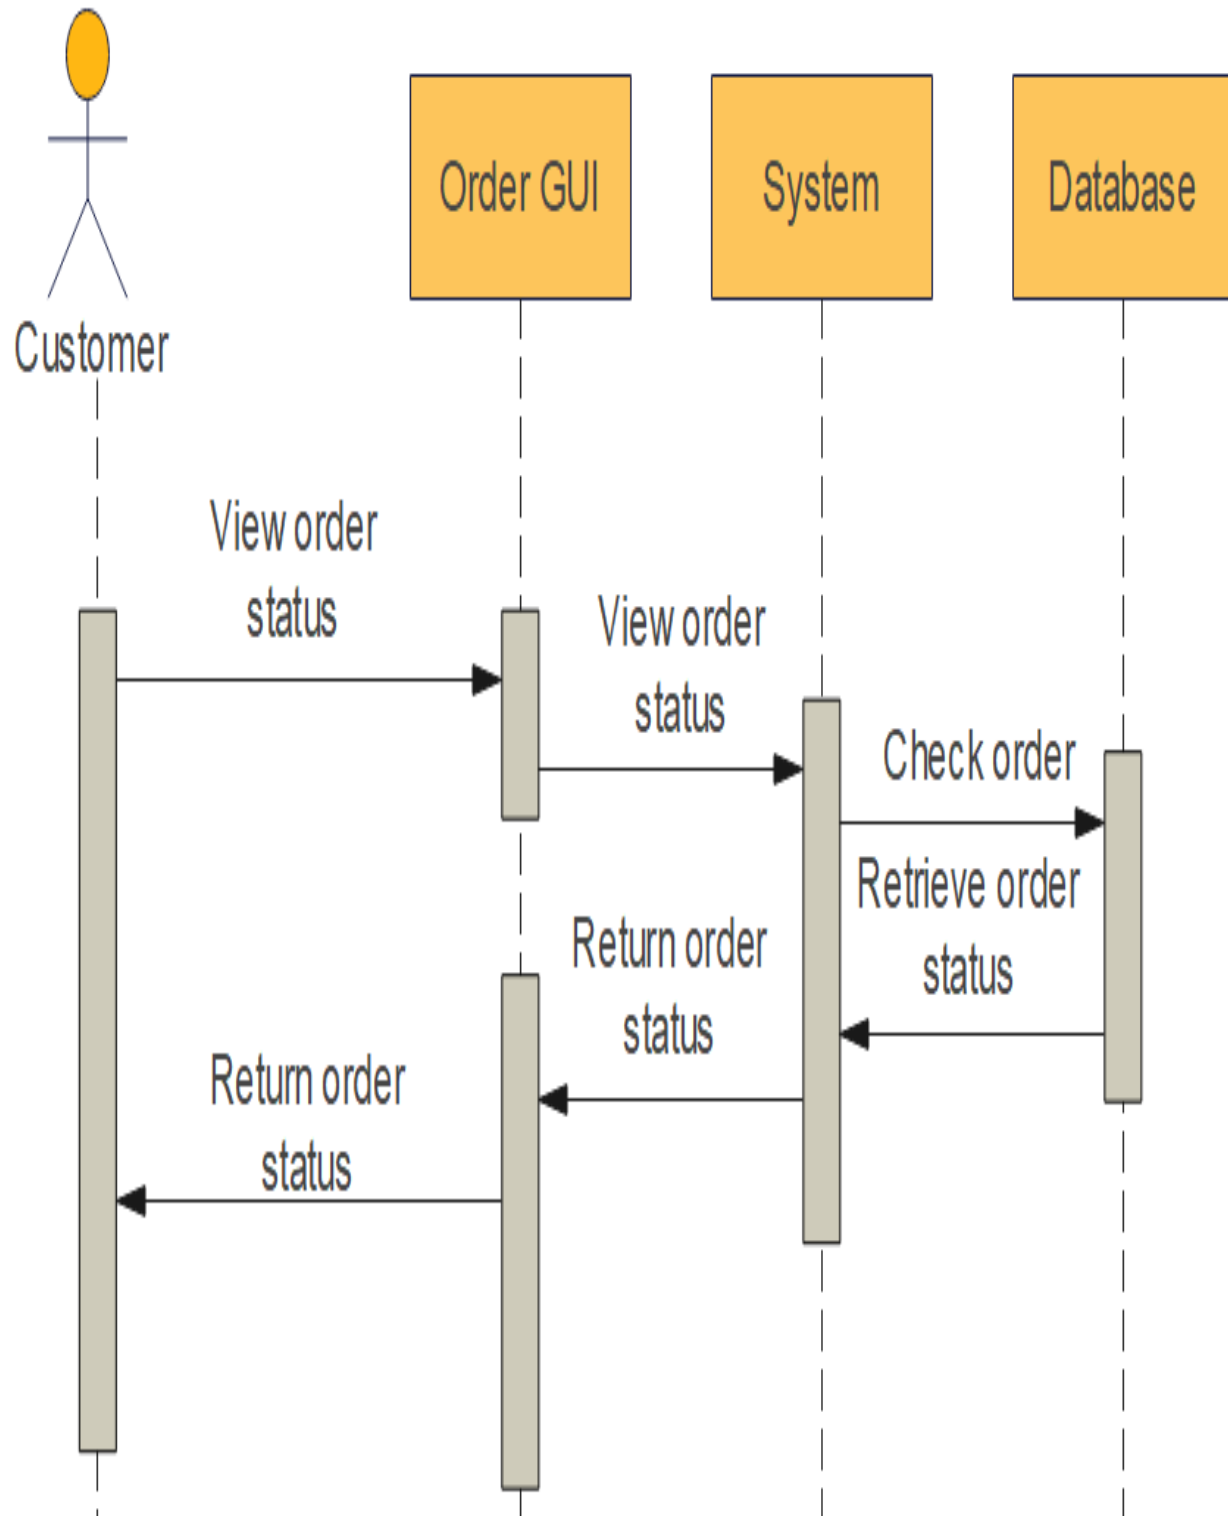 Order GUI
System
Database
Customer
View order
status
View order
status
Check order
Retrieve order
status
Return order
status
Return order
status